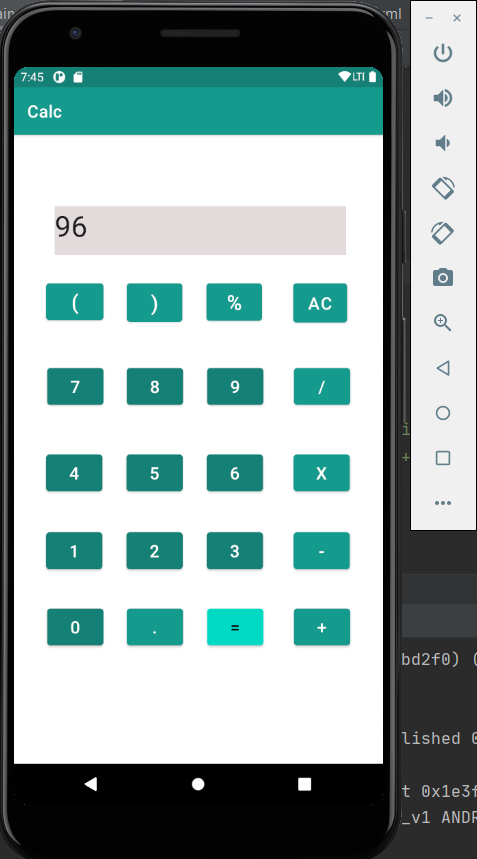 ml
7:45 LTE
Calc
96
( ) % AC
7 8 9 /
4 5 6 X
1 2 3 -
0 . = +
+
bd2f0) (
lished
t 0x1e3f
_v1 ANDR